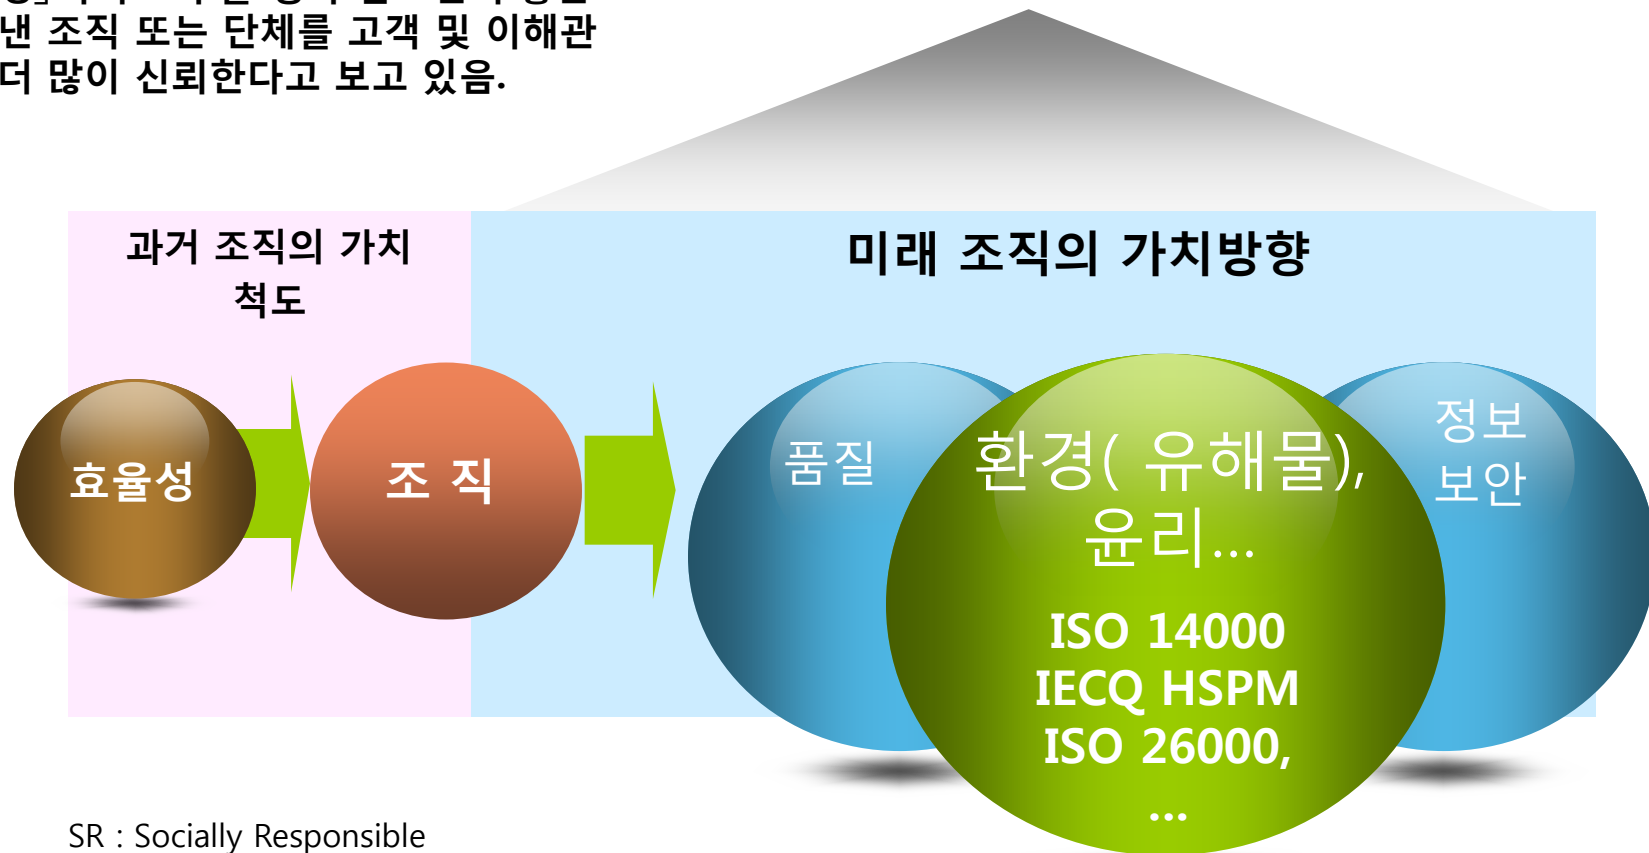 낸 조직 또는 단체를 고객 및 이해관
더 많이 신뢰한다고 보고 있음.
과거 조직의 가치
척도
미래 조직의 가치방향
효율성
조 직
품질
환경( 유해물),
윤리...
ISO 14000
IECQ HSPM
ISO 26000,
...
정보
보안
SR : Socially Responsible